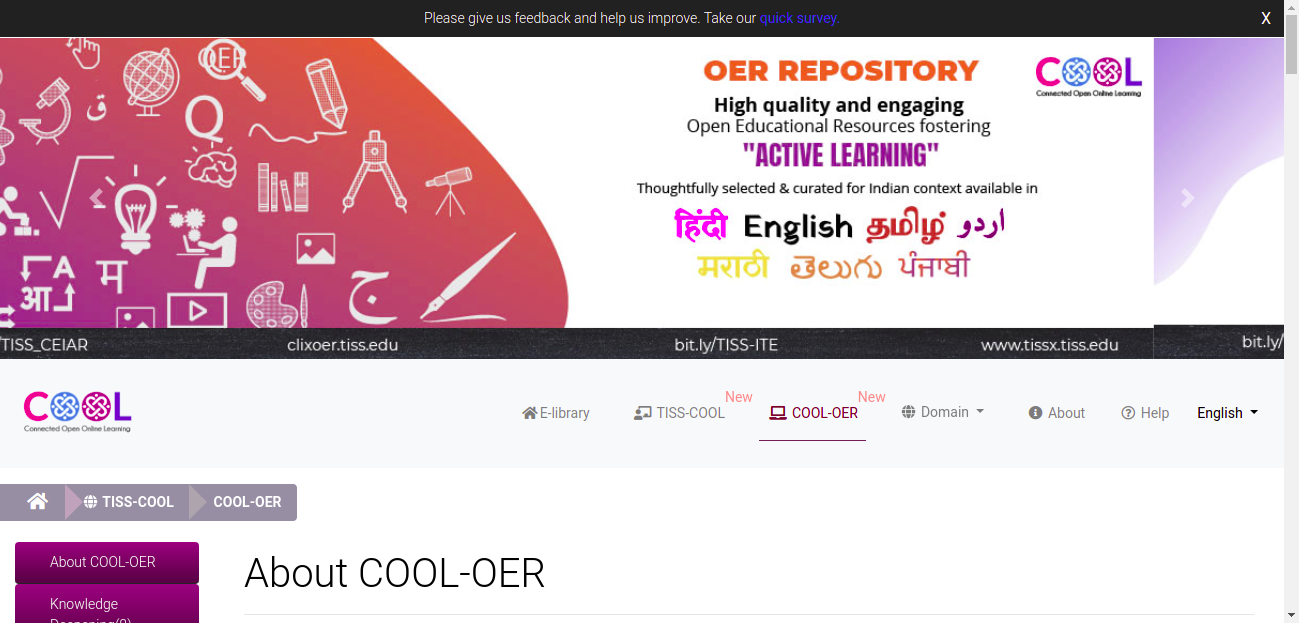 Please give us feedback and help us improve. Take our quick survey.
X
OER
Q
ق
A
आ
म
ج
OER REPOSITORY
High quality and engaging
Open Educational Resources fostering
"ACTIVE LEARNING"
Thoughtfully selected & curated for Indian context available in
हिंदी English தமிழ் اردو
मराठी తెలుగు ਪੰਜਾਬੀ
COOL
Connected Open Online Learning
/TISS_CEIAR
clixoer.tiss.edu
bit.ly/TISS-ITE
www.tissx.tiss.edu
bit.ly/
COOL
Connected Open Online Learning
E-library
TISS-COOL
New
COOL-OER
New
Domain
About
Help
English
TISS-COOL
COOL-OER
About COOL-OER
Knowledge
About COOL-OER